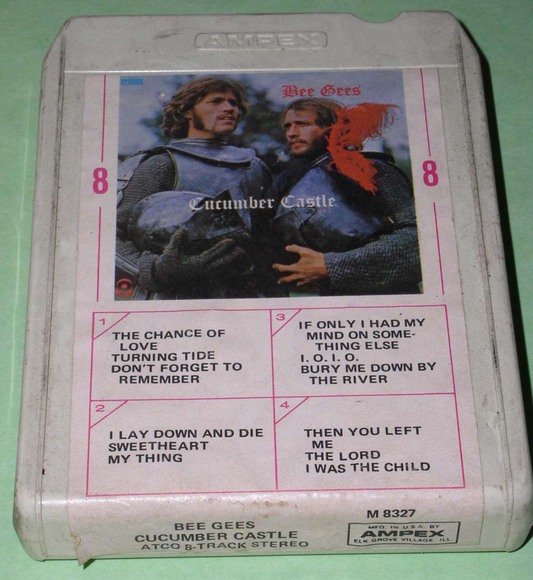 AMPEX
Bee Gees
Cucumber Castle
8
8
1
THE CHANCE OF
LOVE
TURNING TIDE
DON'T FORGET TO
REMEMBER
3
IF ONLY I HAD MY
MIND ON SOME-
THING ELSE
I. O. I. O.
BURY ME DOWN BY
THE RIVER
2
I LAY DOWN AND DIE
SWEETHEART
MY THING
4
THEN YOU LEFT
ME
THE LORD
I WAS THE CHILD
BEE GEES
CUCUMBER CASTLE
ATCO 8-TRACK STEREO
M 8327
MFD. IN U.S.A. BY
AMPEX
ELK GROVE VILLAGE, ILL.